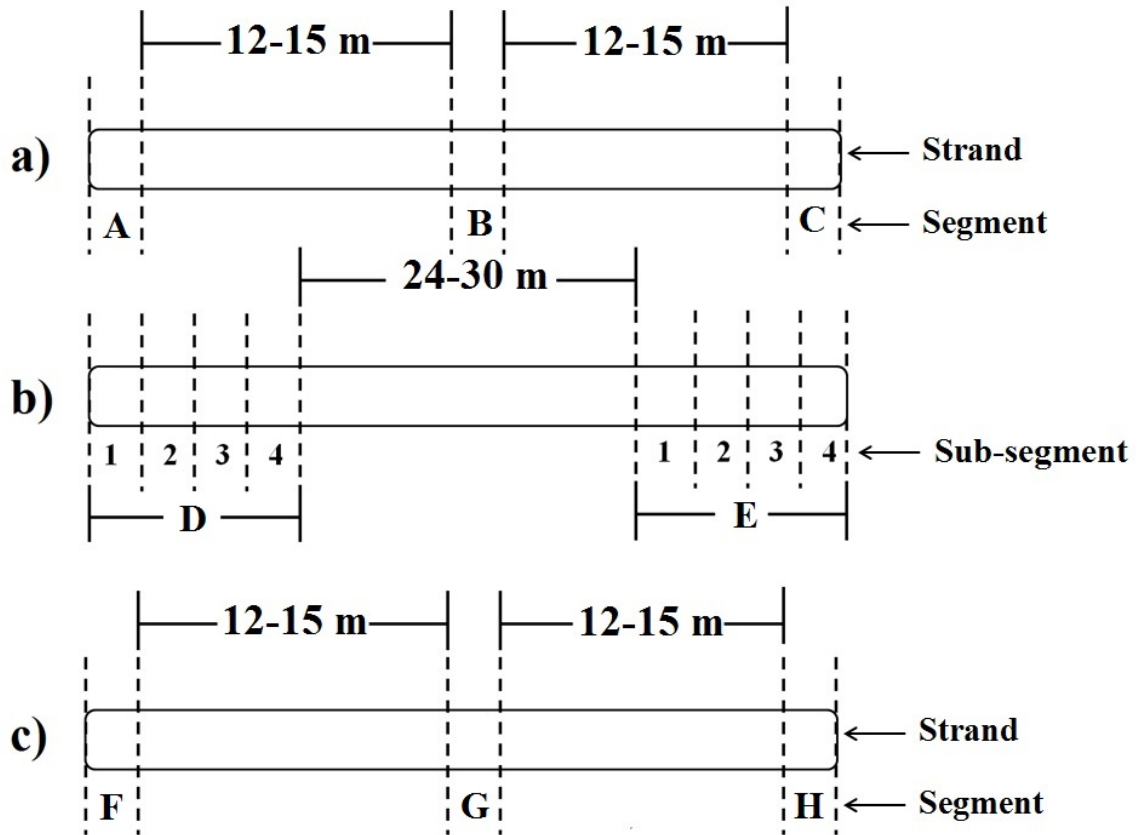 12-15 m 12-15 m
a) Strand
A B C Segment
24-30 m
b)
1 2 3 4 1 2 3 4 Sub-segment
D E
12-15 m 12-15 m
c) Strand
F G H Segment